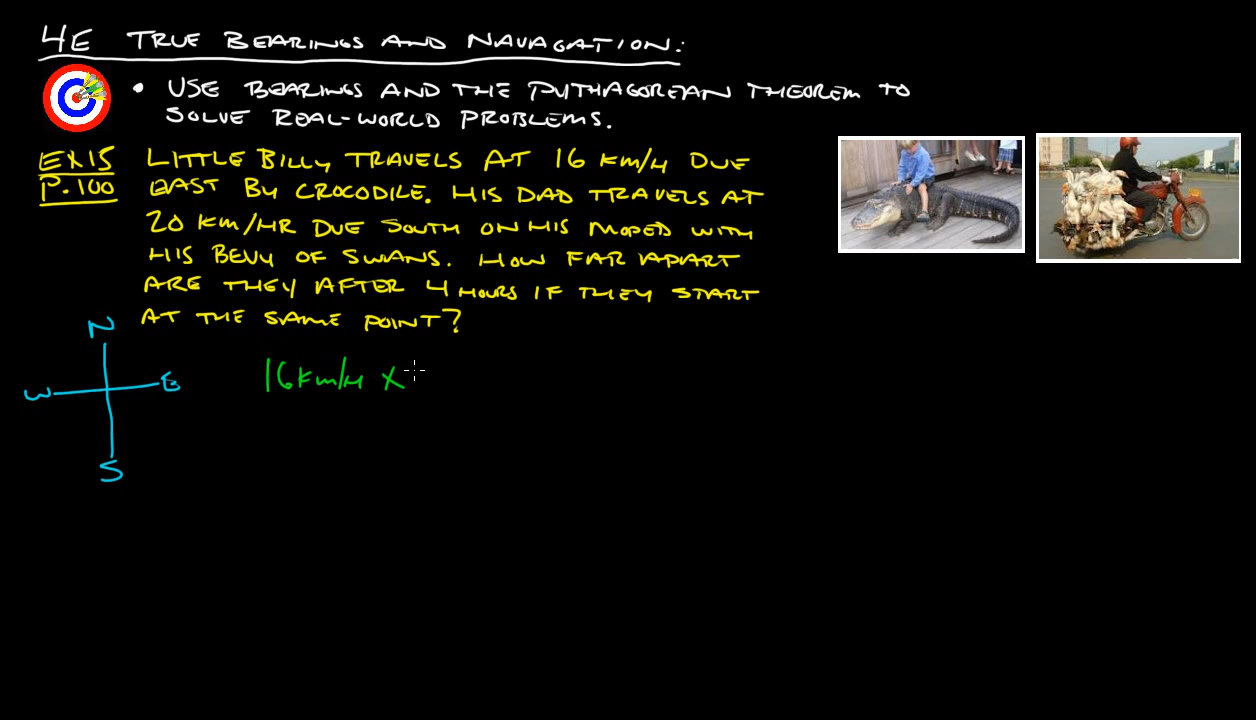 4E TRUE BEARINGS AND NAVAGATION:
• USE BEARINGS AND THE PYTHAGOREAN THEOREM TO
SOLVE REAL-WORLD PROBLEMS.
EX15 LITTLE BILLY TRAVELS AT 16 KM/H DUE
P.100 EAST BY CROCODILE. HIS DAD TRAVELS AT
20 KM/HR DUE SOUTH ON HIS MOPED WITH
HIS BEVY OF SWANS. HOW FAR APART
ARE THEY AFTER 4 HOURS IF THEY START
AT THE SAME POINT?
N
W E
S
16 km/H X